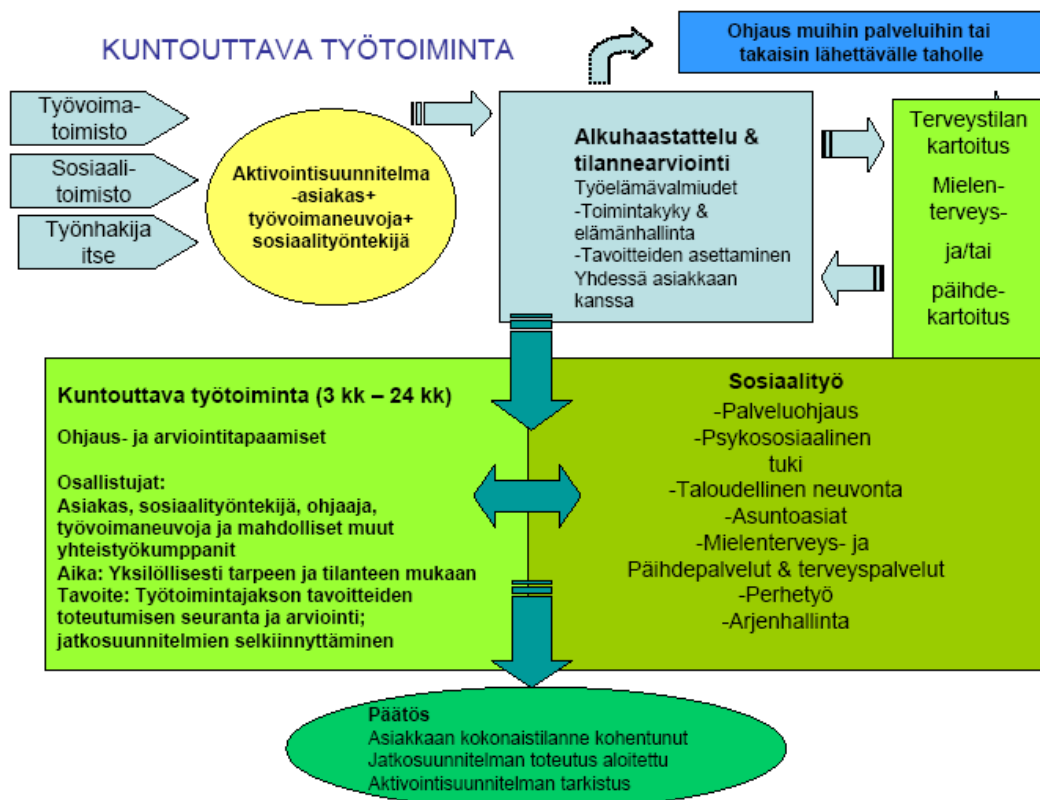 KUNTOUTTAVA TYÖTOIMINTA
Ohjaus muihin palveluihin tai
takaisin lähettävälle taholle
Työvoima-
toimisto
Sosiaali-
toimisto
Työnhakija
itse
Aktivointisuunnitelma
-asiakas+
työvoimaneuvoja+
sosiaalityöntekijä
Alkuhaastattelu &
tilannearviointi
Työelämävalmiudet
-Toimintakyky &
elämänhallinta
-Tavoitteiden asettaminen
Yhdessä asiakkaan
kanssa
Terveystilan
kartoitus
Mielen-
terveys-
ja/tai
päihde-
kartoitus
Kuntouttava työtoiminta (3 kk – 24 kk)
Ohjaus- ja arviointitapaamiset
Osallistujat:
Asiakas, sosiaalityöntekijä, ohjaaja,
työvoimaneuvoja ja mahdolliset muut
yhteistyökumppanit
Aika: Yksilöllisesti tarpeen ja tilanteen mukaan
Tavoite: Työtoimintajakson tavoitteiden
toteutumisen seuranta ja arviointi;
jatkosuunnitelmien selkiinnyttäminen
Sosiaalityö
-Palveluohjaus
-Psykososiaalinen
tuki
-Taloudellinen neuvonta
-Asuntoasiat
-Mielenterveys- ja
Päihdepalvelut & terveyspalvelut
-Perhetyö
-Arjenhallinta
Päätös
Asiakkaan kokonaistilanne kohentunut
Jatkosuunnitelman toteutus aloitettu
Aktivointisuunnitelman tarkistus